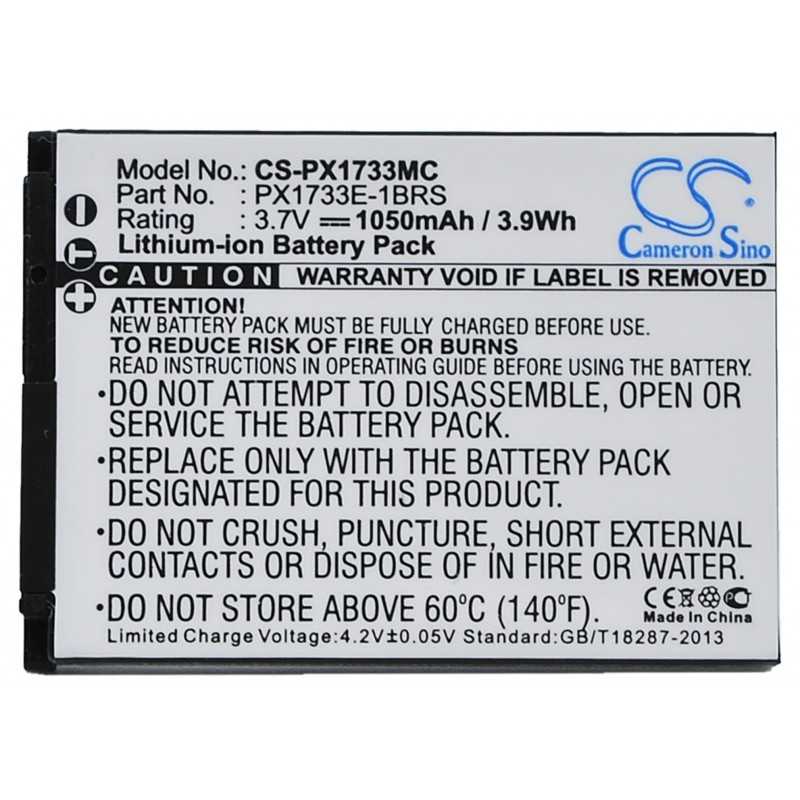 Model No. : CS-PX1733MC
Part No. : PX1733E-1BRS
Rating : 3.7V 1050mAh / 3.9Wh
Lithium-ion Battery Pack
CS
Cameron Sino
CAUTION WARRANTY VOID IF LABEL IS REMOVED
ATTENTION!
NEW BATTERY PACK MUST BE FULLY CHARGED BEFORE USE.
TO REDUCE RISK OF FIRE OR BURNS
READ INSTRUCTIONS IN OPERATING GUIDE BEFORE INSTALLATION.
•DO NOT ATTEMPT TO DISASSEMBLE, OPEN OR
SERVICE BATTERY PACK.
•REPLACE ONLY WITH THE BATTERY PACK
DESIGNATED FOR THIS PRODUCT.
•DO NOT CRUSH, PUNCTURE, SHORT EXTERNAL
CONTACTS OR DISPOSE OF IN FIRE OR WATER.
•DO NOT STORE ABOVE 60°C (140°F).
CE
Made In China
Limited Charge Voltage:4.2V±0.05V Standard:GB/T18287-2013
- T +